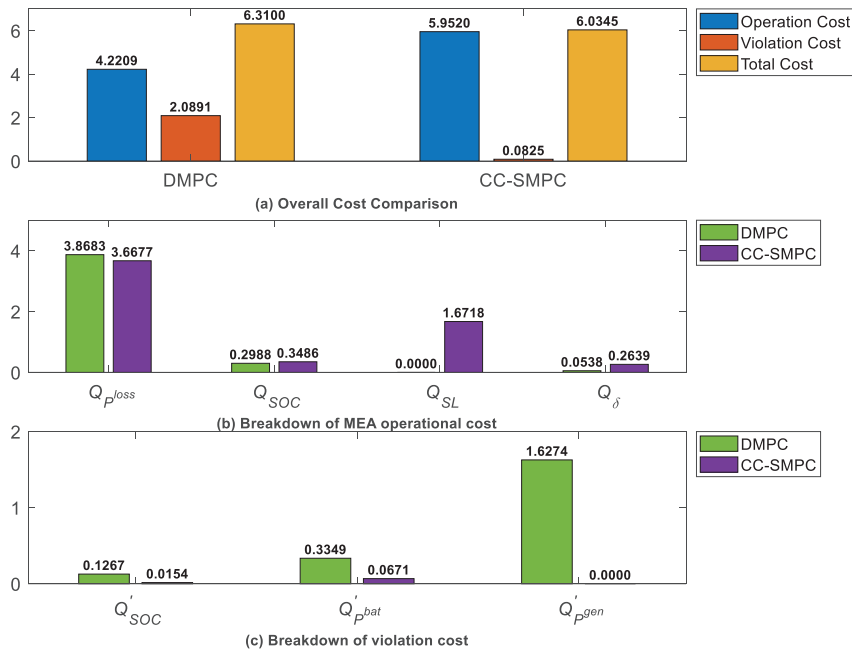 6.3100
5.9520
6.0345
4.2209
2.0891
0.0825
6
4
2
0
DMPC
CC-SMPC
Operation Cost
Violation Cost
Total Cost
(a) Overall Cost Comparison
DMPC
CC-SMPC
3.8683
3.6677
0.2988
0.3486
0.0000
1.6718
0.0538
0.2639
4
2
0
Q_{P^{loss}}
Q_{SOC}
Q_{SL}
Q_{δ}
(b) Breakdown of MEA operational cost
DMPC
CC-SMPC
2
1
0
0.1267
0.0154
0.3349
0.0671
1.6274
0.0000
Q'_{SOC}
Q'_{P^{bat}}
Q'_{P^{gen}}
(c) Breakdown of violation cost